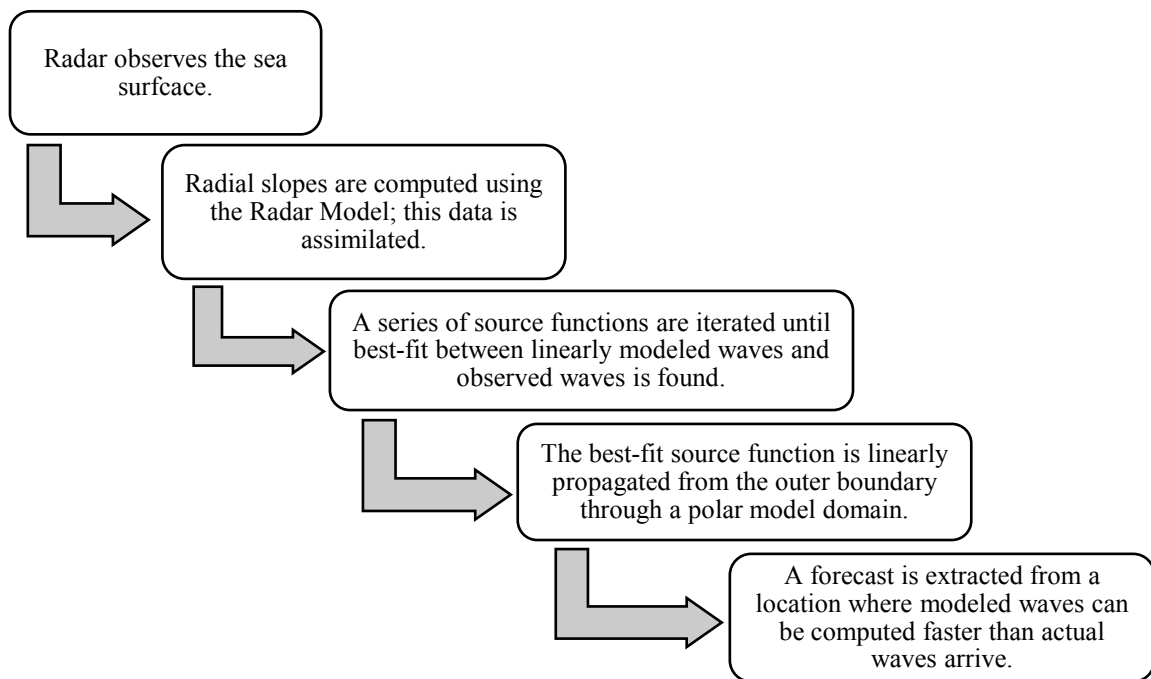 Radar observes the sea
surfcace.
Radial slopes are computed using
the Radar Model; this data is
assimilated.
A series of source functions are iterated until
best-fit between linearly modeled waves and
observed waves is found.
The best-fit source function is linearly
propagated from the outer boundary
through a polar model domain.
A forecast is extracted from a
location where modeled waves can
be computed faster than actual
waves arrive.